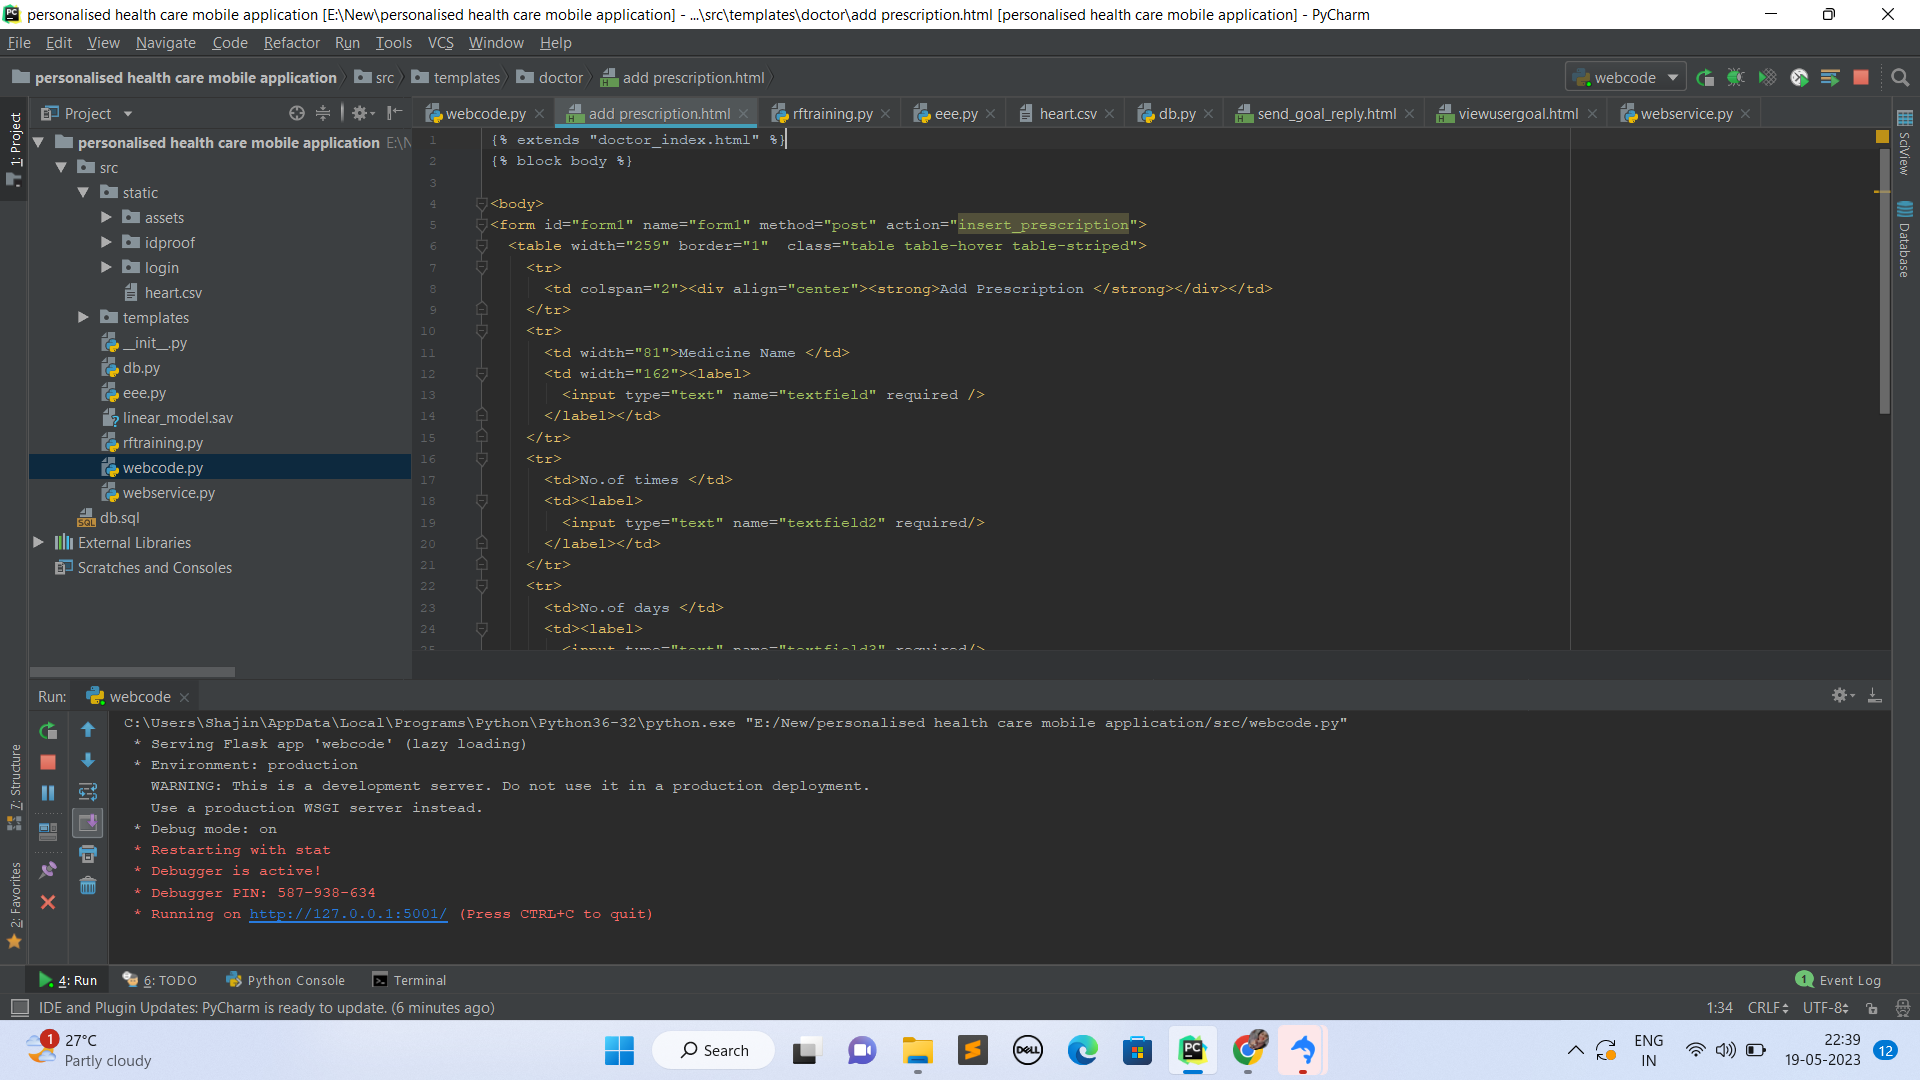 personalised health care mobile application [E:\New\personalised health care mobile application] - ...\src\templates\doctor\add prescription.html [personalised health care mobile application] - PyCharm
File Edit View Navigate Code Refactor Run Tools VCS Window Help
personalised health care mobile application src templates doctor add prescription.html webcode
Project webcode.py add prescription.html rftraining.py eee.py heart.csv db.py send_goal_reply.html viewusergoal.html webservice.py
1: Project
7: Structure
2: Favorites
SciView
Database
personalised health care mobile application E:\N
src
static
assets
idproof
login
heart.csv
templates
__init__.py
db.py
eee.py
linear_model.sav
rftraining.py
webcode.py
webservice.py
db.sql
External Libraries
Scratches and Consoles
1 {% extends "doctor_index.html" %}
2 {% block body %}
3
4 <body>
5 <form id="form1" name="form1" method="post" action="insert_prescription">
6 <table width="259" border="1"  class="table table-hover table-striped">
7 <tr>
8 <td colspan="2"><div align="center"><strong>Add Prescription </strong></div></td>
9 </tr>
10 <tr>
11 <td width="81">Medicine Name </td>
12 <td width="162"><label>
13 <input type="text" name="textfield" required />
14 </label></td>
15 </tr>
16 <tr>
17 <td>No.of times </td>
18 <td><label>
19 <input type="text" name="textfield2" required/>
20 </label></td>
21 </tr>
22 <tr>
23 <td>No.of days </td>
24 <td><label>
25 <input type="text" name="textfield3" required/>
Run: webcode
C:\Users\Shajin\AppData\Local\Programs\Python\Python36-32\python.exe "E:/New/personalised health care mobile application/src/webcode.py"
* Serving Flask app 'webcode' (lazy loading)
* Environment: production
WARNING: This is a development server. Do not use it in a production deployment.
Use a production WSGI server instead.
* Debug mode: on
* Restarting with stat
* Debugger is active!
* Debugger PIN: 587-938-634
* Running on http://127.0.0.1:5001/ (Press CTRL+C to quit)
4: Run 6: TODO Python Console Terminal 1 Event Log
IDE and Plugin Updates: PyCharm is ready to update. (6 minutes ago) 1:34 CRLF UTF-8
1 27°C
Partly cloudy
Search
DELL
PC
ENG
IN
22:39
19-05-2023
12